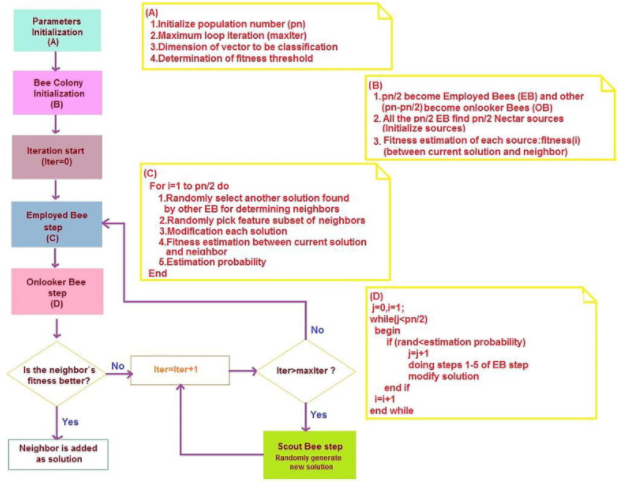 Parameters
Initialization
(A)
Bee Colony
Initialization
(B)
Iteration start
(Iter=0)
Employed Bee
step
(C)
Onlooker Bee
step
(D)
Is the neighbor's
fitness better?
No
Yes
Neighbor is added
as solution
Iter=Iter+1
iter>maxIter ?
No
Yes
Scout Bee step
Randomly generate
new solution
(A)
1.Initialize population number (pn)
2.Maximum loop iteration (maxIter)
3.Dimension of vector to be classification
4.Determination of fitness threshold
(B)
1. pn/2 become Employed Bees (EB) and other
(pn-pn/2) become onlooker Bees (OB)
2. All the pn/2 EB find pn/2 Nectar sources
(Initialize sources)
3. Fitness estimation of each source:fitness(i)
(between current solution and neighbor)
(C)
For i=1 to pn/2 do
1.Randomly select another solution found
by other EB for determining neighbors
2.Randomly pick feature subset of neighbors
3.Modification each solution
4.Fitness estimation between current solution
and neighbor
5.Estimation probability
End
(D)
j=0,i=1;
while(j<pn/2)
begin
if (rand<estimation probability)
j=j+1
doing steps 1-5 of EB step
modify solution
end if
i=i+1
end while